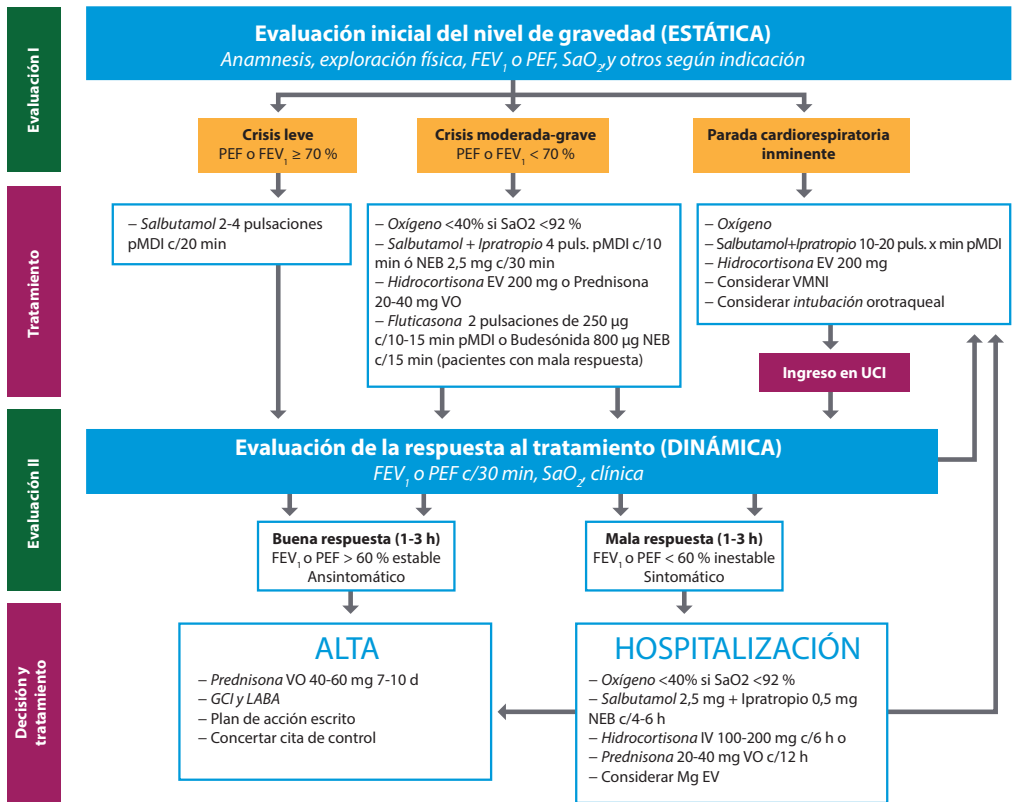 Evaluación I
Evaluación inicial del nivel de gravedad (ESTÁTICA)
Anamnesis, exploración física, FEV₁ o PEF, SaO₂, y otros según indicación
Crisis leve
PEF o FEV₁ ≥ 70 %
Crisis moderada-grave
PEF o FEV₁ < 70 %
Parada cardiorespiratoria
inminente
Tratamiento
– Salbutamol 2-4 pulsaciones
pMDI c/20 min
– Oxígeno <40% si SaO2 <92 %
– Salbutamol + Ipratropio 4 puls. pMDI c/10
min ó NEB 2,5 mg c/30 min
– Hidrocortisona EV 200 mg o Prednisona
20-40 mg VO
– Fluticasona 2 pulsaciones de 250 µg
c/10-15 min pMDI o Budesónida 800 µg NEB
c/15 min (pacientes con mala respuesta)
– Oxígeno
– Salbutamol+Ipratropio 10-20 puls. x min pMDI
– Hidrocortisona EV 200 mg
– Considerar VMNI
– Considerar intubación orotraqueal
Ingreso en UCI
Evaluación II
Evaluación de la respuesta al tratamiento (DINÁMICA)
FEV₁ o PEF c/30 min, SaO₂, clínica
Buena respuesta (1-3 h)
FEV₁ o PEF > 60 % estable
Ansintomático
Mala respuesta (1-3 h)
FEV₁ o PEF < 60 % inestable
Sintomático
Decisión y
tratamiento
ALTA
– Prednisona VO 40-60 mg 7-10 d
– GCI y LABA
– Plan de acción escrito
– Concertar cita de control
HOSPITALIZACIÓN
– Oxígeno <40% si SaO2 <92 %
– Salbutamol 2,5 mg + Ipratropio 0,5 mg
NEB c/4-6 h
– Hidrocortisona IV 100-200 mg c/6 h o
– Prednisona 20-40 mg VO c/12 h
– Considerar Mg EV